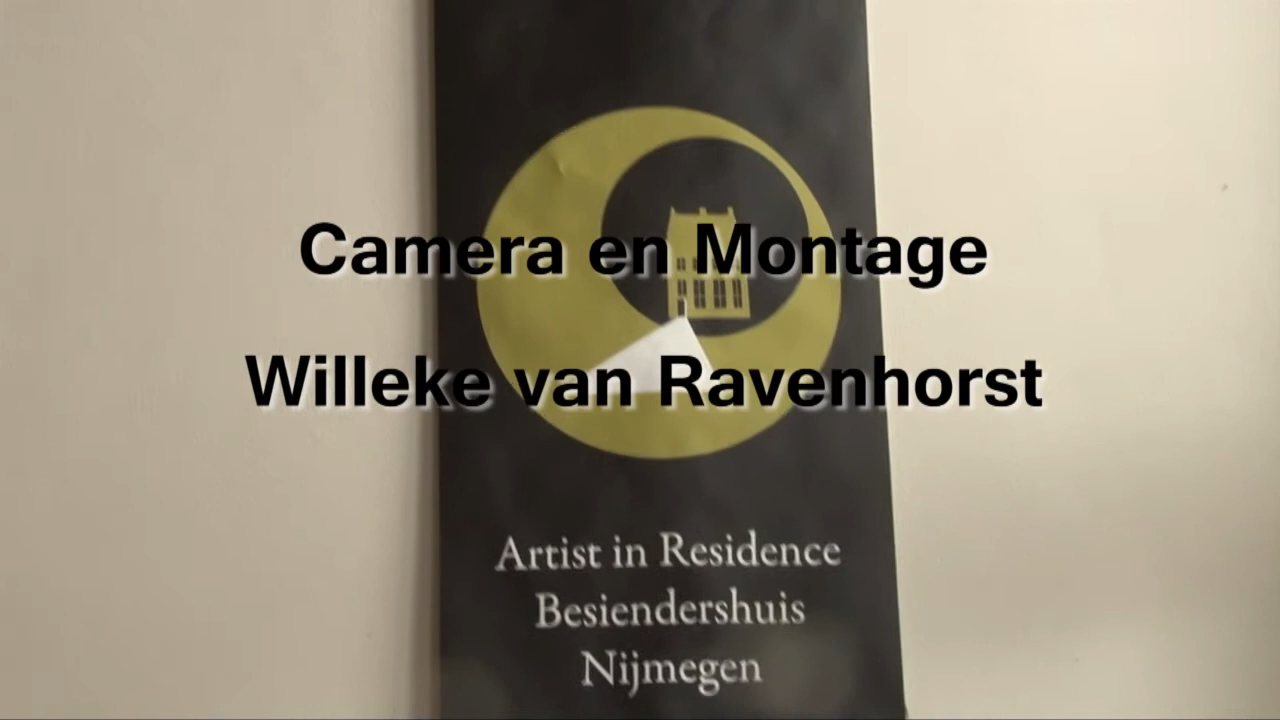 Camera en Montage
Willeke van Ravenhorst
Artist in Residence
Besiendershuis
Nijmegen